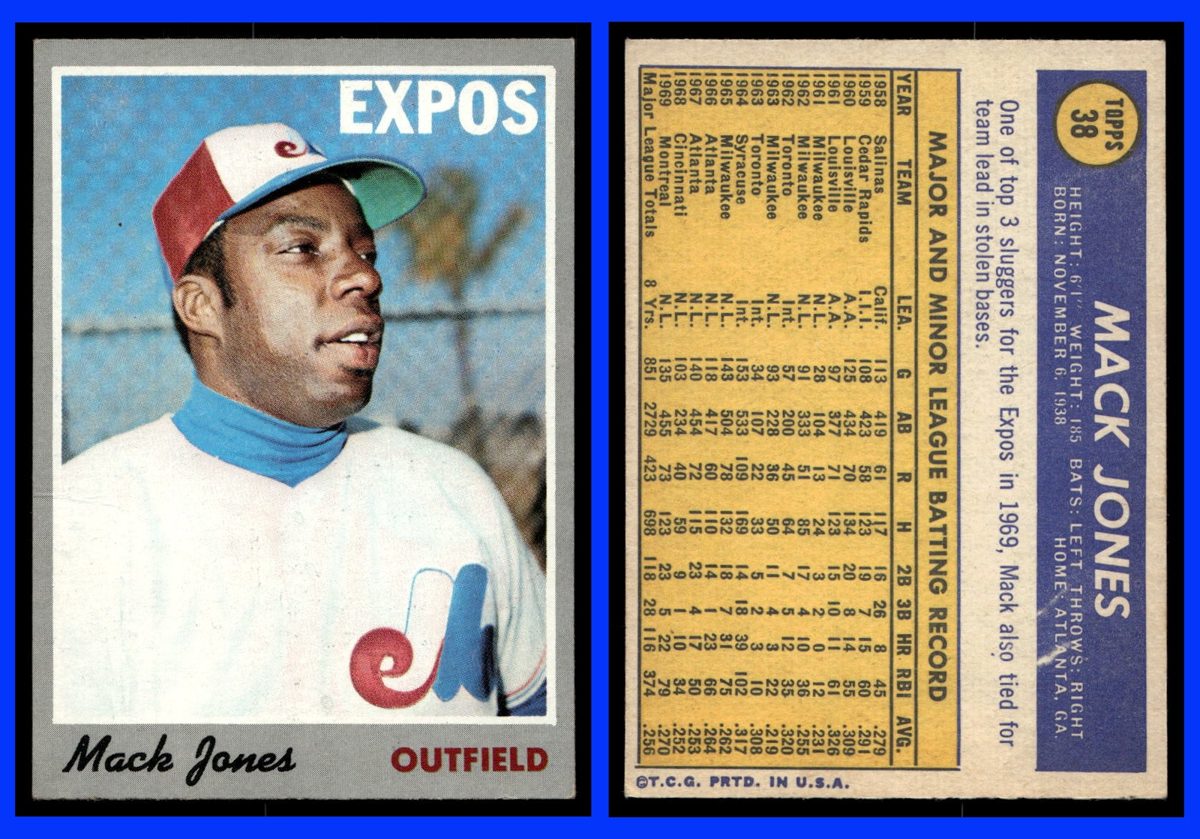 EXPOS
Mack Jones
OUTFIELD
TOPPS
38
MACK JONES
HEIGHT: 6'1" WEIGHT: 185 BATS: LEFT THROWS: RIGHT
BORN: NOVEMBER 6, 1938 HOME: ATLANTA, GA.
One of top 3 sluggers for the Expos in 1969, Mack also tied for
team lead in stolen bases.
MAJOR AND MINOR LEAGUE BATTING RECORD
YEAR TEAM LEA G AB R H 2B 3B HR RBI AVG.
1958 Salinas Calif. 113 419 61 117 16 26 8 45 .279
1959 Cedar Rapids I.I.I. 108 423 58 123 19 7 15 60 .291
1960 Louisville A.A. 125 434 70 134 20 8 14 55 .309
1961 Louisville A.A. 97 377 71 123 15 10 11 61 .326
1961 Milwaukee N.L. 28 104 13 24 3 2 0 12 .231
1962 Milwaukee N.L. 91 333 51 85 17 4 10 36 .255
1962 Toronto Int. 57 200 45 64 7 5 12 35 .320
1963 Milwaukee N.L. 93 228 36 50 11 4 3 22 .219
1963 Toronto Int. 34 107 22 33 5 2 3 10 .308
1964 Syracuse Int. 153 533 109 169 14 18 39 102 .317
1965 Milwaukee N.L. 143 504 78 132 18 7 31 75 .262
1966 Atlanta N.L. 118 417 60 110 14 1 23 66 .264
1967 Atlanta N.L. 140 454 72 115 23 4 17 50 .253
1968 Cincinnati N.L. 103 234 40 59 9 1 10 34 .252
1969 Montreal N.L. 135 455 73 123 23 5 22 79 .270
Major League Totals 8 Yrs. 851 2729 423 698 118 28 116 374 .256
©T.C.G. PRTD. IN U.S.A.